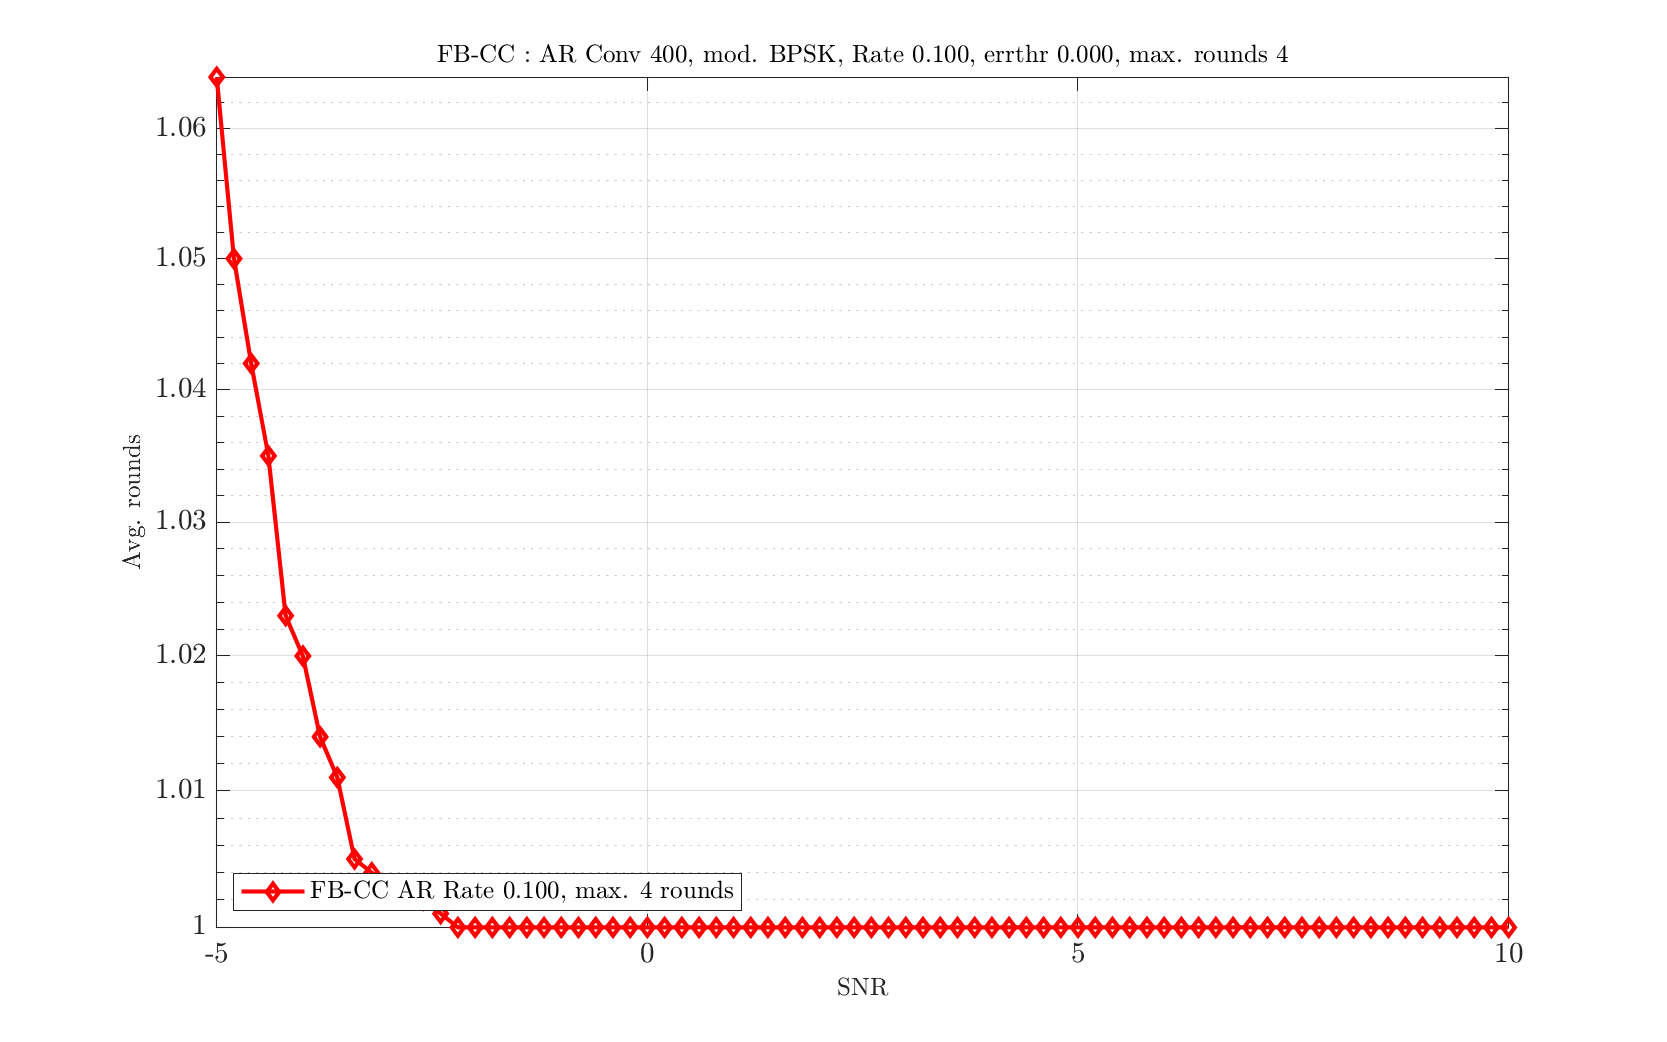 FB-CC : AR Conv 400, mod. BPSK, Rate 0.100, errthr 0.000, max. rounds 4
1.06
1.05
1.04
1.03
1.02
1.01
1
Avg. rounds
FB-CC AR Rate 0.100, max. 4 rounds
-5
0
5
10
SNR